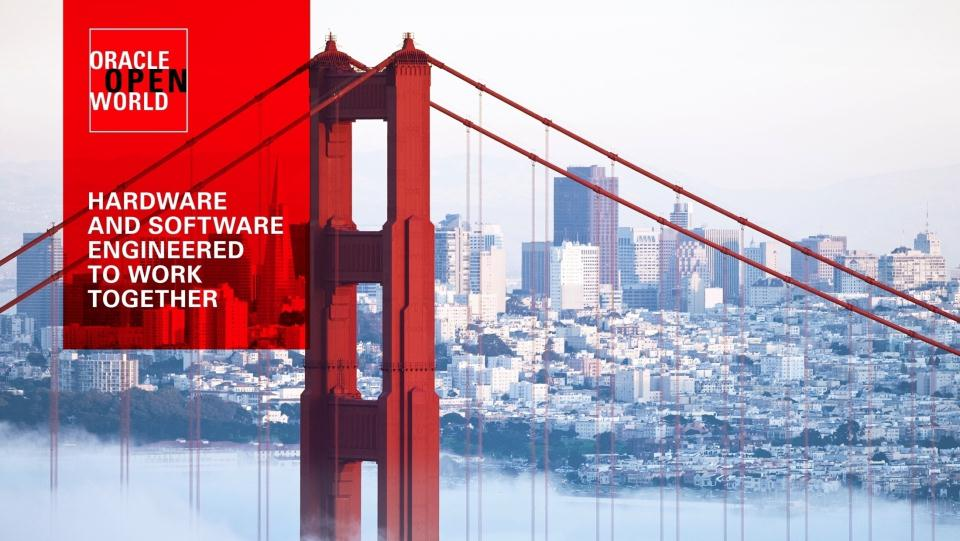 ORACLE
OPEN
WORLD
HARDWARE
AND SOFTWARE
ENGINEERED
TO WORK
TOGETHER